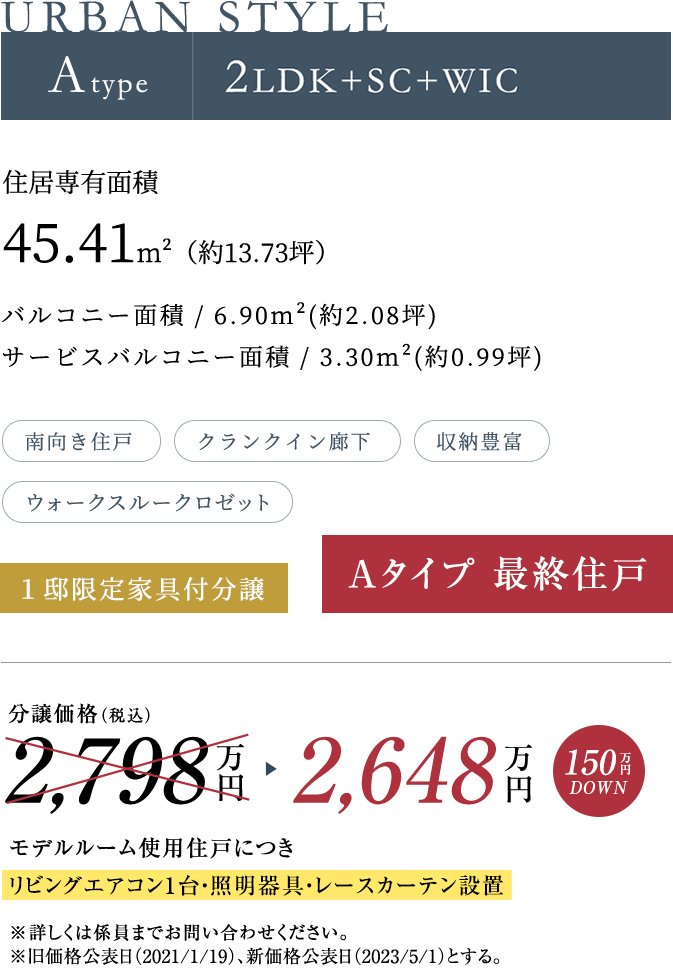 URBAN STYLE
A type 2LDK+SC+WIC
住居専有面積
45.41m²（約13.73坪）
バルコニー面積 / 6.90m²(約2.08坪)
サービスバルコニー面積 / 3.30m²(約0.99坪)
南向き住戸 クランクイン廊下 収納豊富
ウォークスルークロゼット
1邸限定家具付分譲 Aタイプ 最終住戸
分譲価格（税込）
2,798万円 ▶ 2,648万円 150万円 DOWN
モデルルーム使用住戸につき
リビングエアコン1台・照明器具・レースカーテン設置
※詳しくは係員までお問い合わせください。
※旧価格公表日（2021/1/19）、新価格公表日（2023/5/1）とする。